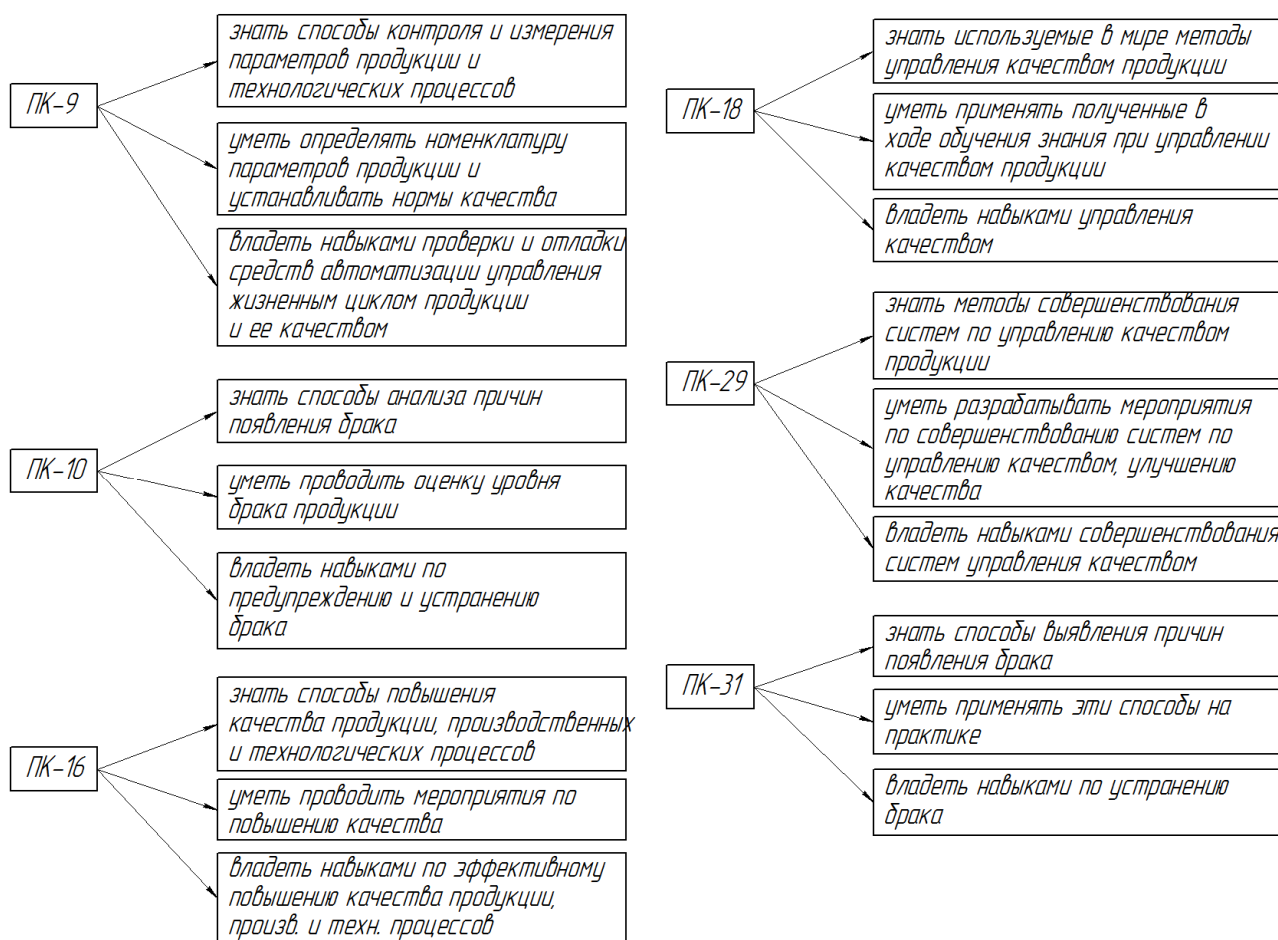 ПК-9
знать способы контроля и измерения
параметров продукции и
технологических процессов
уметь определять номенклатуру
параметров продукции и
устанавливать нормы качества
владеть навыками проверки и отладки
средств автоматизации управления
жизненным циклом продукции
и ее качеством
ПК-10
знать способы анализа причин
появления брака
уметь проводить оценку уровня
брака продукции
владеть навыками по
предупреждению и устранению
брака
ПК-16
знать способы повышения
качества продукции, производственных
и технологических процессов
уметь проводить мероприятия по
повышению качества
владеть навыками по эффективному
повышению качества продукции,
произв. и техн. процессов
ПК-18
знать используемые в мире методы
управления качеством продукции
уметь применять полученные в
ходе обучения знания при управлении
качеством продукции
владеть навыками управления
качеством
ПК-29
знать методы совершенствования
систем по управлению качеством
продукции
уметь разрабатывать мероприятия
по совершенствованию систем по
управлению качеством, улучшению
качества
владеть навыками совершенствования
систем управления качеством
ПК-31
знать способы выявления причин
появления брака
уметь применять эти способы на
практике
владеть навыками по устранению
брака